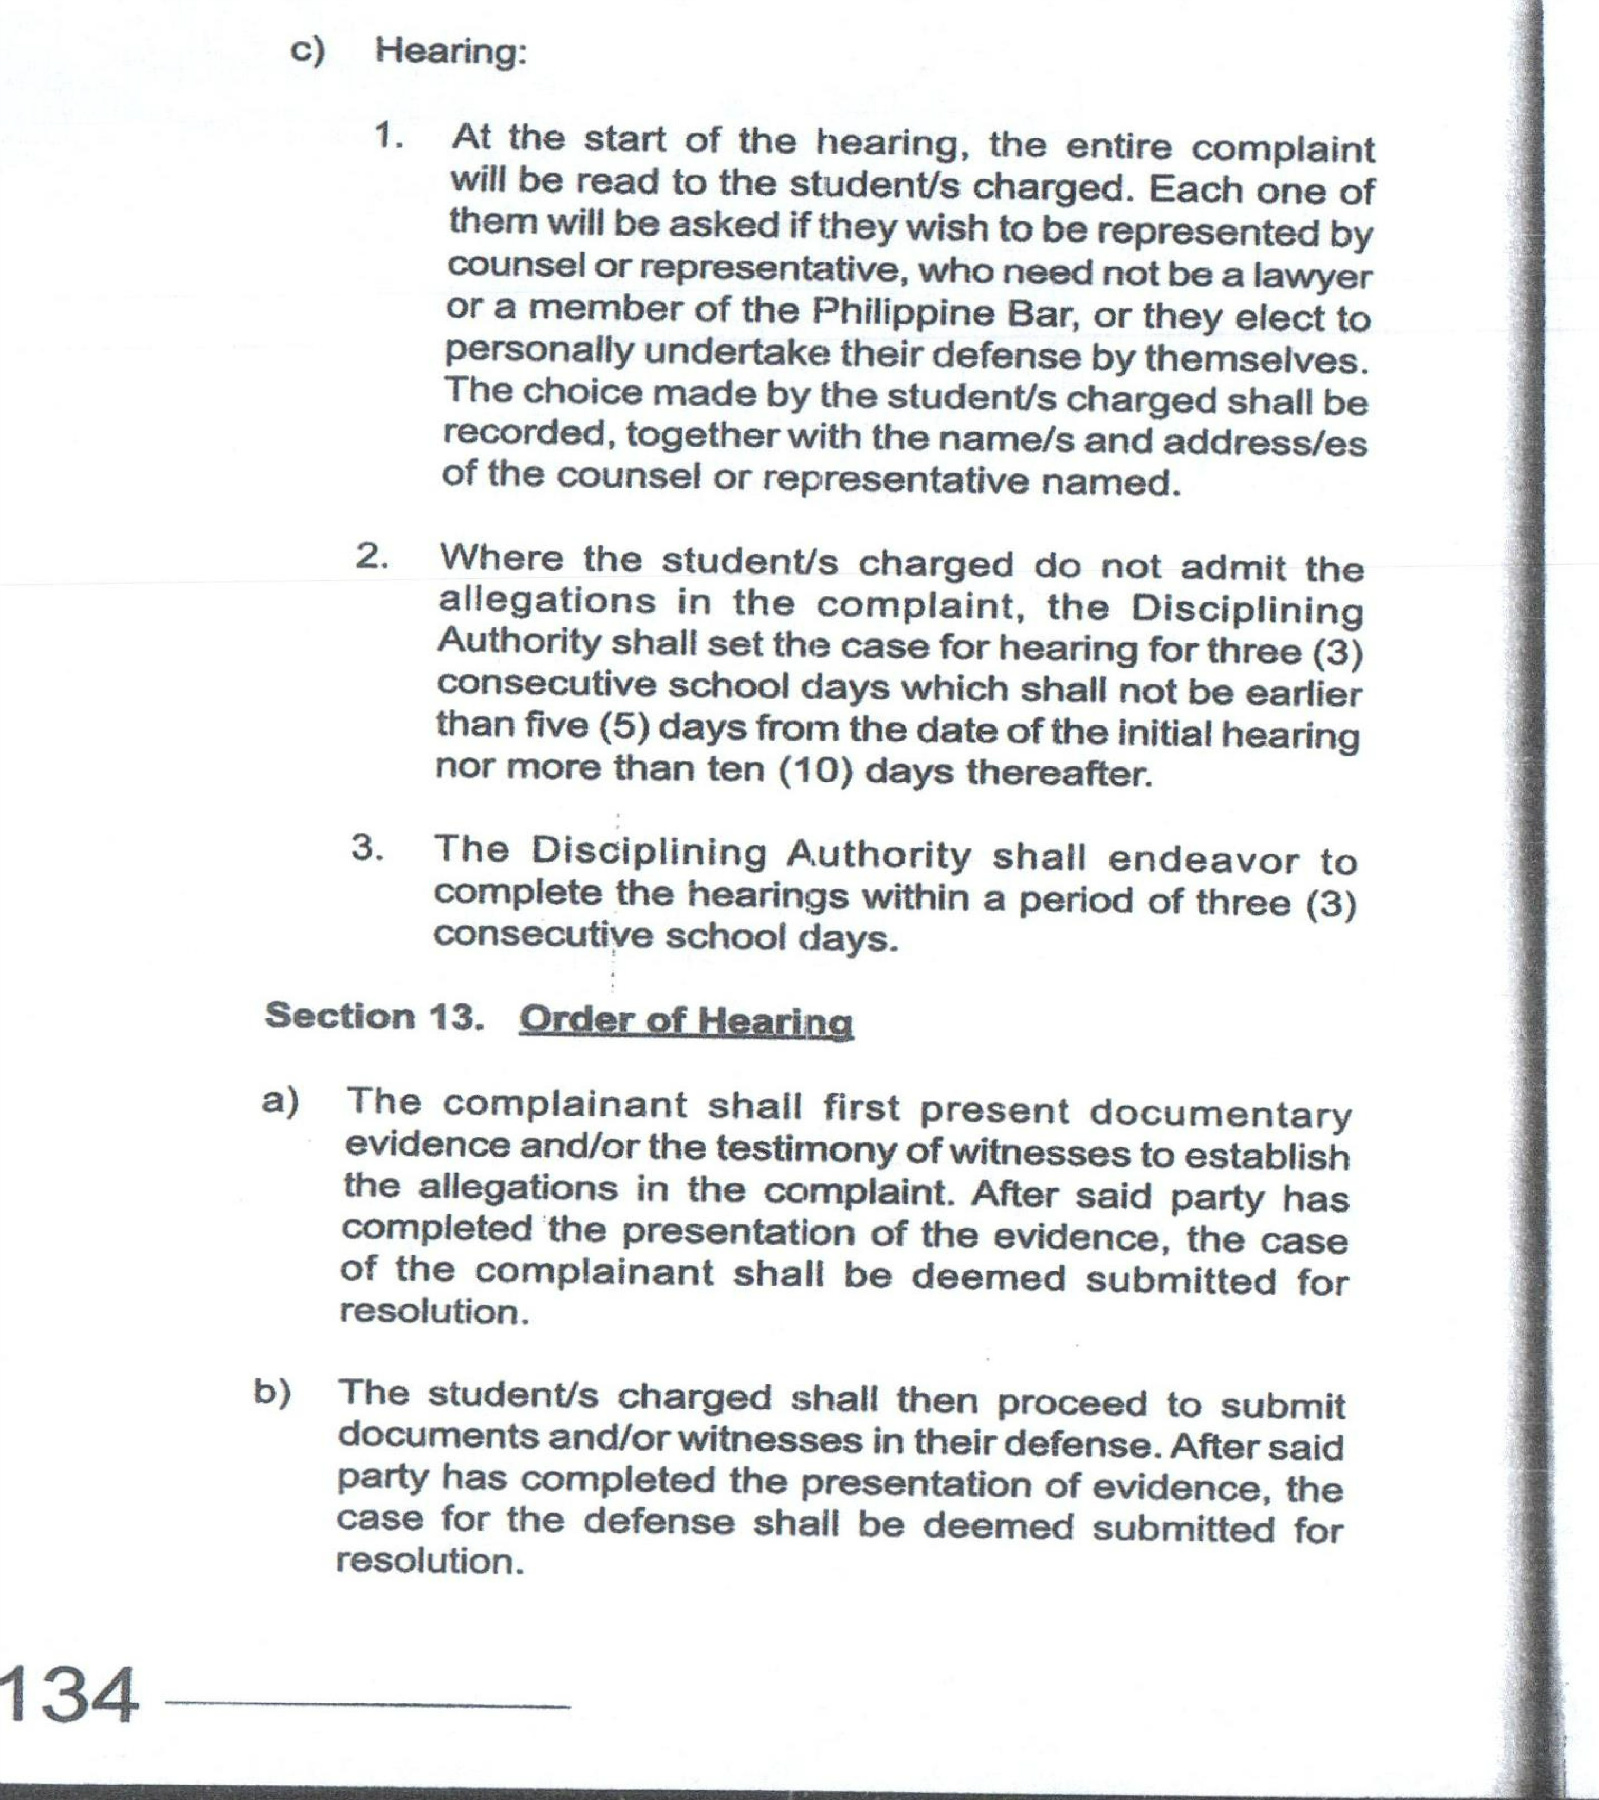 c) Hearing:
1. At the start of the hearing, the entire complaint
will be read to the student/s charged. Each one of
them will be asked if they wish to be represented by
counsel or representative, who need not be a lawyer
or a member of the Philippine Bar, or they elect to
personally undertake their defense by themselves.
The choice made by the student/s charged shall be
recorded, together with the name/s and address/es
of the counsel or representative named.
2. Where the student/s charged do not admit the
allegations in the complaint, the Disciplining
Authority shall set the case for hearing for three (3)
consecutive school days which shall not be earlier
than five (5) days from the date of the initial hearing
nor more than ten (10) days thereafter.
3. The Disciplining Authority shall endeavor to
complete the hearings within a period of three (3)
consecutive school days.
Section 13. Order of Hearing
a) The complainant shall first present documentary
evidence and/or the testimony of witnesses to establish
the allegations in the complaint. After said party has
completed the presentation of the evidence, the case
of the complainant shall be deemed submitted for
resolution.
b) The student/s charged shall then proceed to submit
documents and/or witnesses in their defense. After said
party has completed the presentation of evidence, the
case for the defense shall be deemed submitted for
resolution.
134